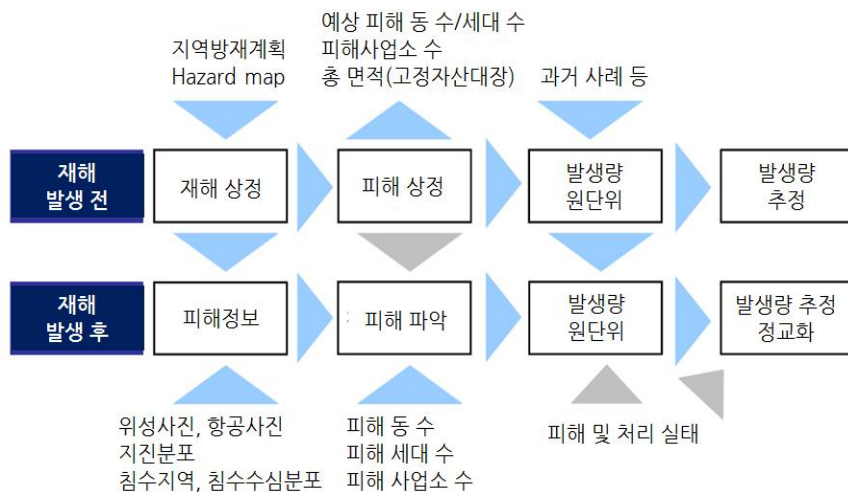 예상 피해 동 수/세대 수
지역방재계획
피해사업소 수
Hazard map
총 면적(고정자산대장)
과거 사례 등
재해
발생 전
재해 상정
피해 상정
발생량
원단위
발생량
추정
재해
발생 후
피해정보
피해 파악
발생량
원단위
발생량 추정
정교화
위성사진, 항공사진
지진분포
침수지역, 침수수심분포
피해 동 수
피해 세대 수
피해 사업소 수
피해 및 처리 실태